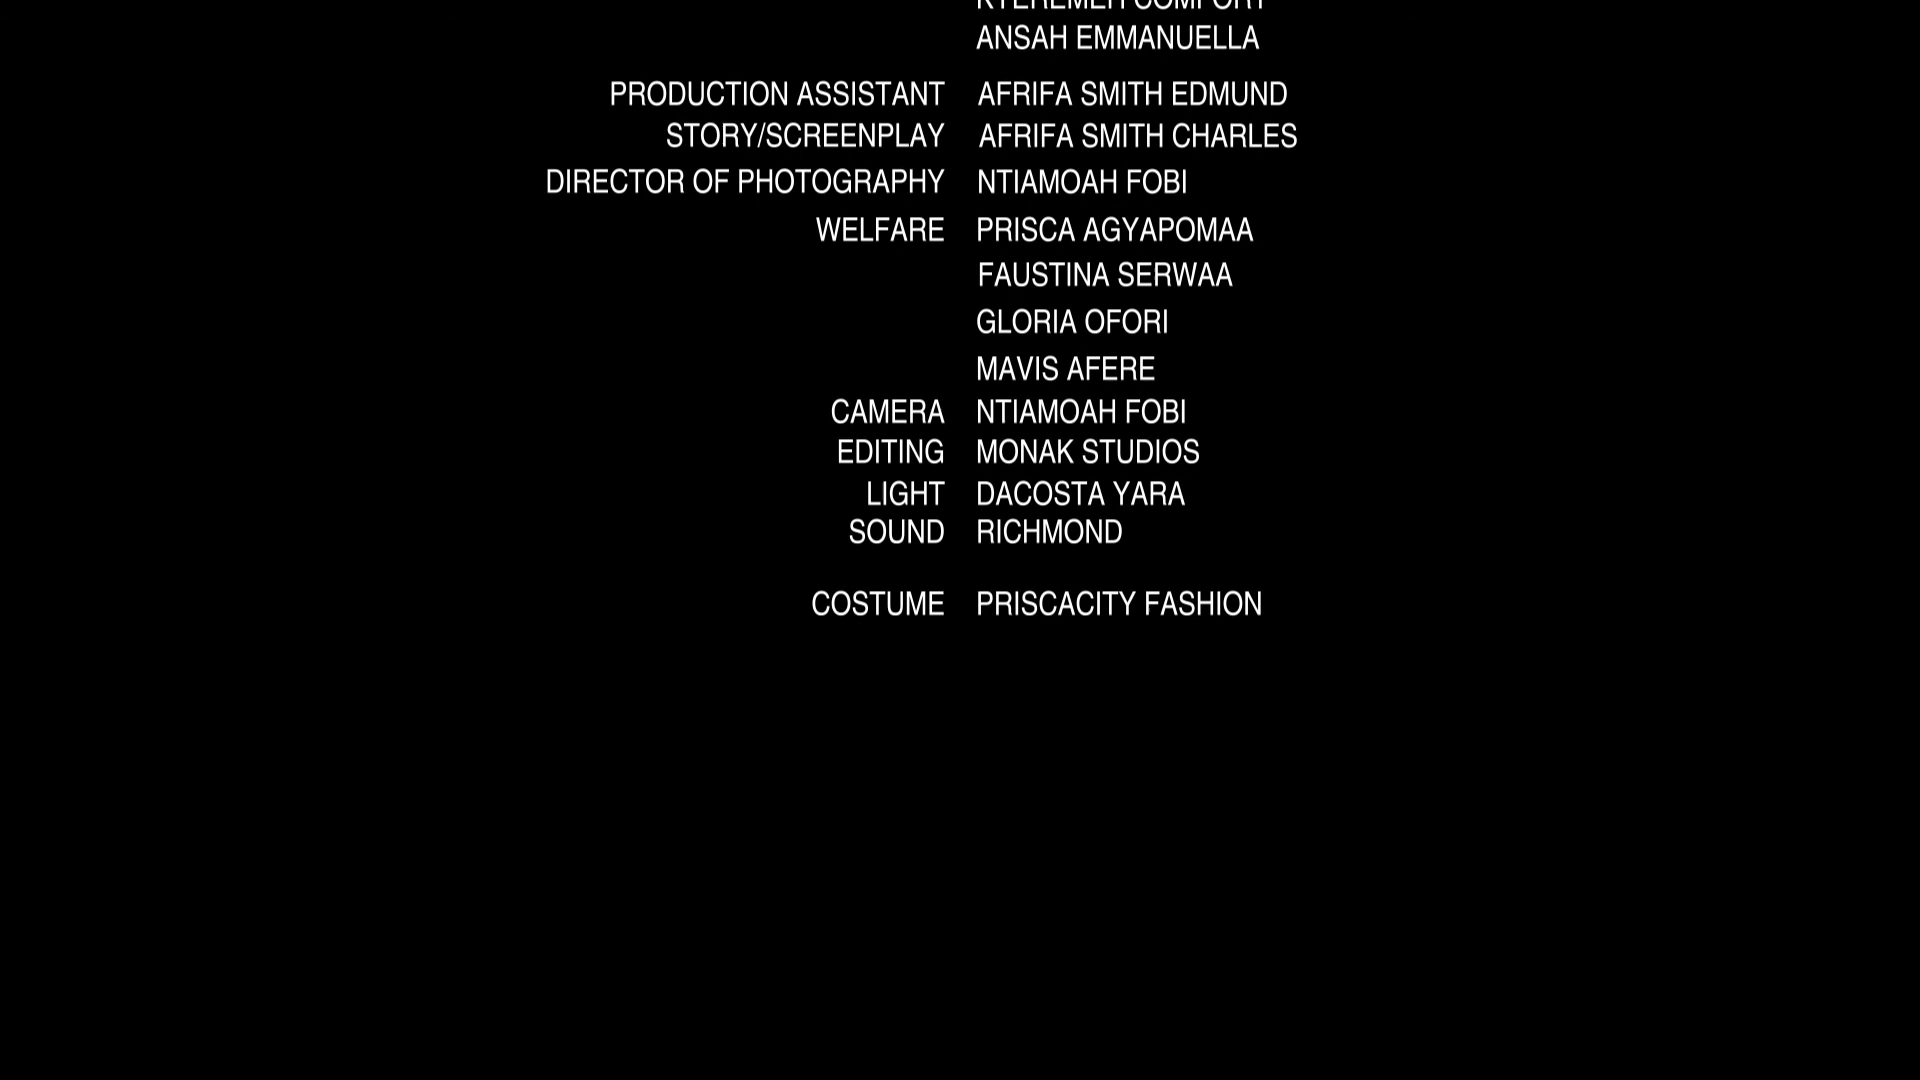 KYEREMEH COMFORT
ANSAH EMMANUELLA
PRODUCTION ASSISTANT AFRIFA SMITH EDMUND
STORY/SCREENPLAY AFRIFA SMITH CHARLES
DIRECTOR OF PHOTOGRAPHY NTIAMOAH FOBI
WELFARE PRISCA AGYAPOMAA
FAUSTINA SERWAA
GLORIA OFORI
MAVIS AFERE
CAMERA NTIAMOAH FOBI
EDITING MONAK STUDIOS
LIGHT DACOSTA YARA
SOUND RICHMOND
COSTUME PRISCACITY FASHION